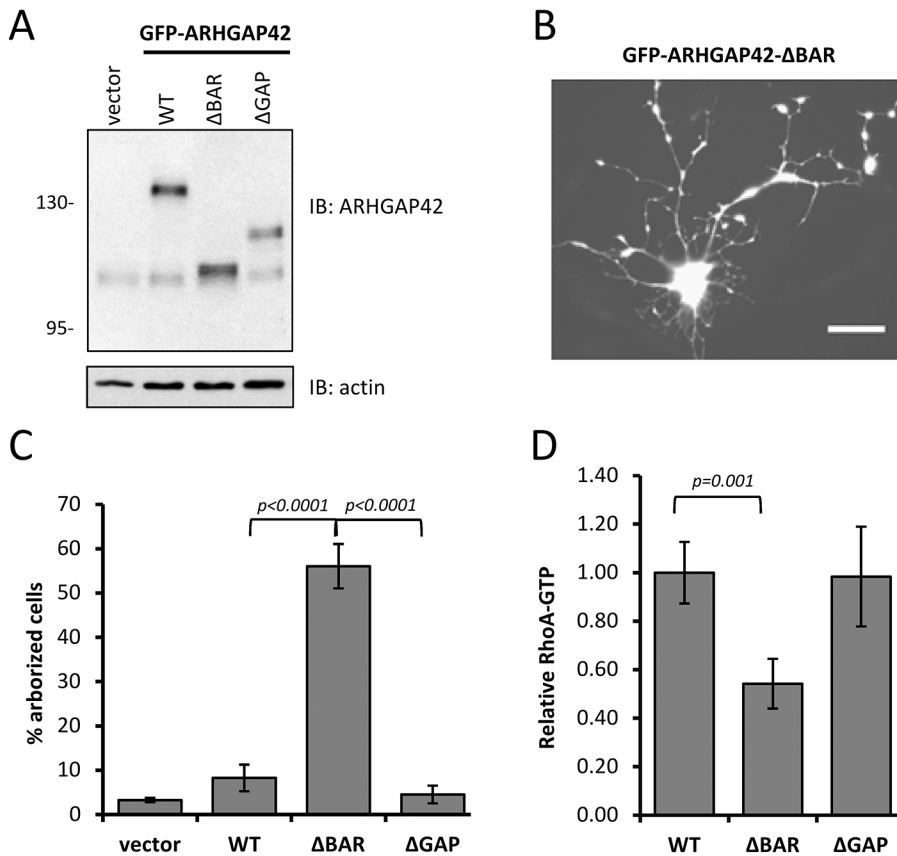 A
GFP-ARHGAP42
vector
WT
ΔBAR
ΔGAP
130-
95-
IB: ARHGAP42
IB: actin
B
GFP-ARHGAP42-ΔBAR
C
% arborized cells
70
60
50
40
30
20
10
0
p<0.0001
p<0.0001
vector
WT
ΔBAR
ΔGAP
D
Relative RhoA-GTP
1.40
1.20
1.00
0.80
0.60
0.40
0.20
0.00
p=0.001
WT
ΔBAR
ΔGAP